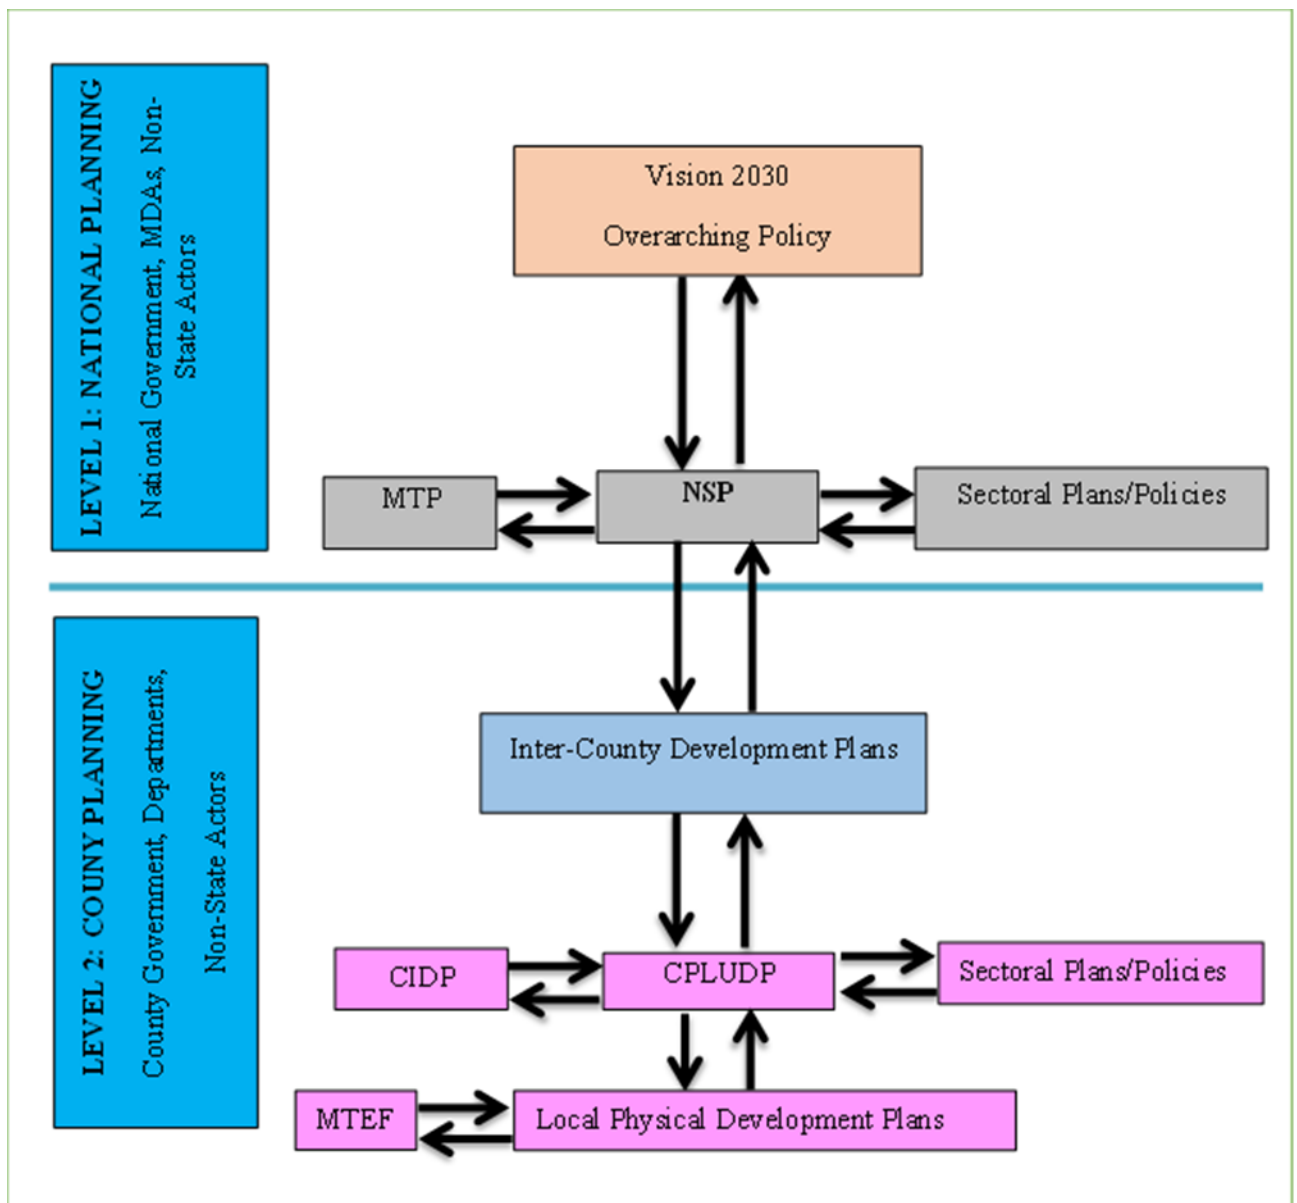 LEVEL 1: NATIONAL PLANNING
National Government, MDAs, Non-
State Actors
Vision 2030
Overarching Policy
MTP
NSP
Sectoral Plans/Policies
LEVEL 2: COUNY PLANNING
County Government, Departments,
Non-State Actors
Inter-County Development Plans
CIDP
CPLUDP
Sectoral Plans/Policies
MTEF
Local Physical Development Plans